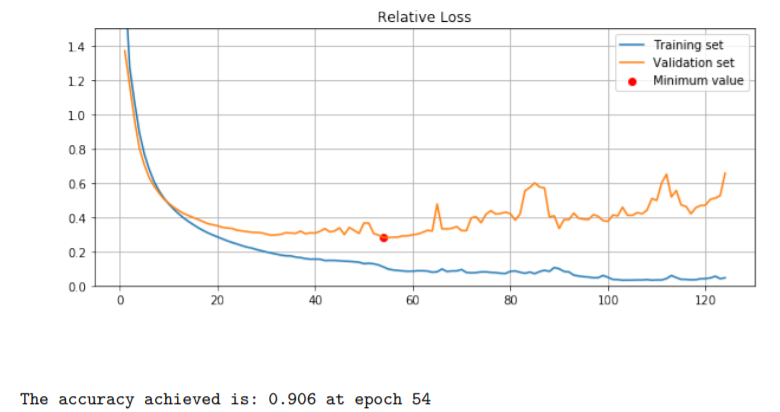 Relative Loss
Training set
Validation set
Minimum value
1.4
1.2
1.0
0.8
0.6
0.4
0.2
0.0
0 20 40 60 80 100 120
The accuracy achieved is: 0.906 at epoch 54